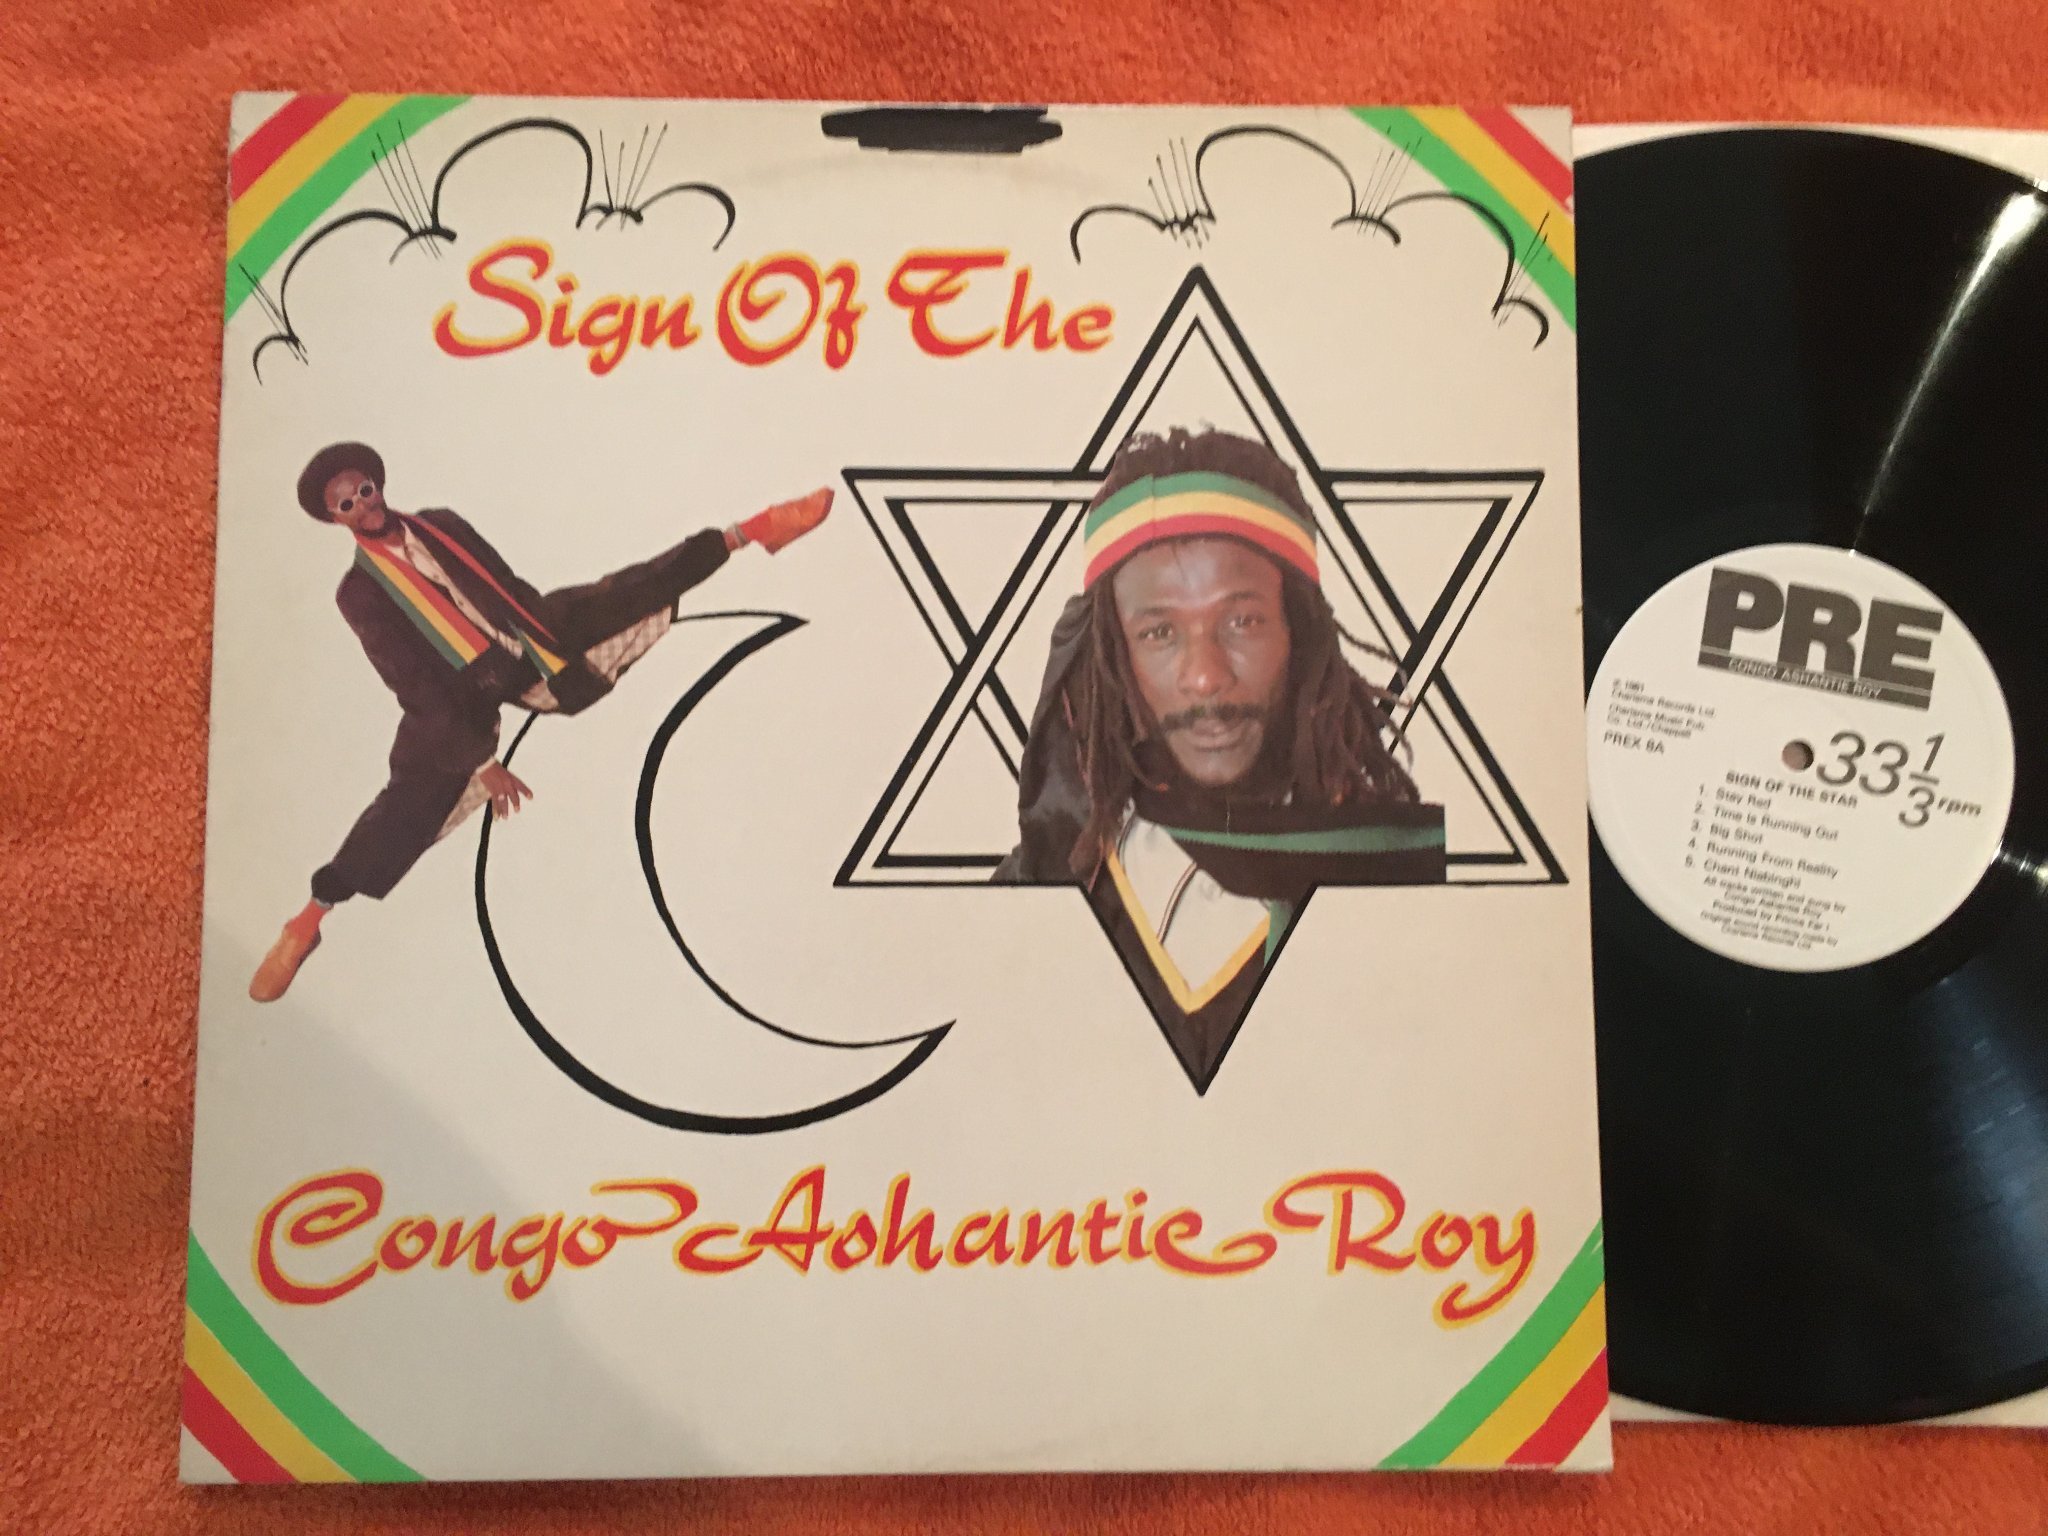 Sign Of The
Congo Ashantie Roy
PRE
CONGO ASHANTIE ROY
℗ 1981
Charisma Records Ltd.
Charisma Music Pub.
Co. Ltd./Chappell
PREX 8A
33 1/3 rpm
SIGN OF THE STAR
1. Stay Red
2. Time Is Running Out
3. Big Shot
4. Running From Reality
5. Chant Niabinghi
All tracks written and sung by
Congo Ashantie Roy
Produced by Prince Far I
Original sound recording made by
Charisma Records Ltd.